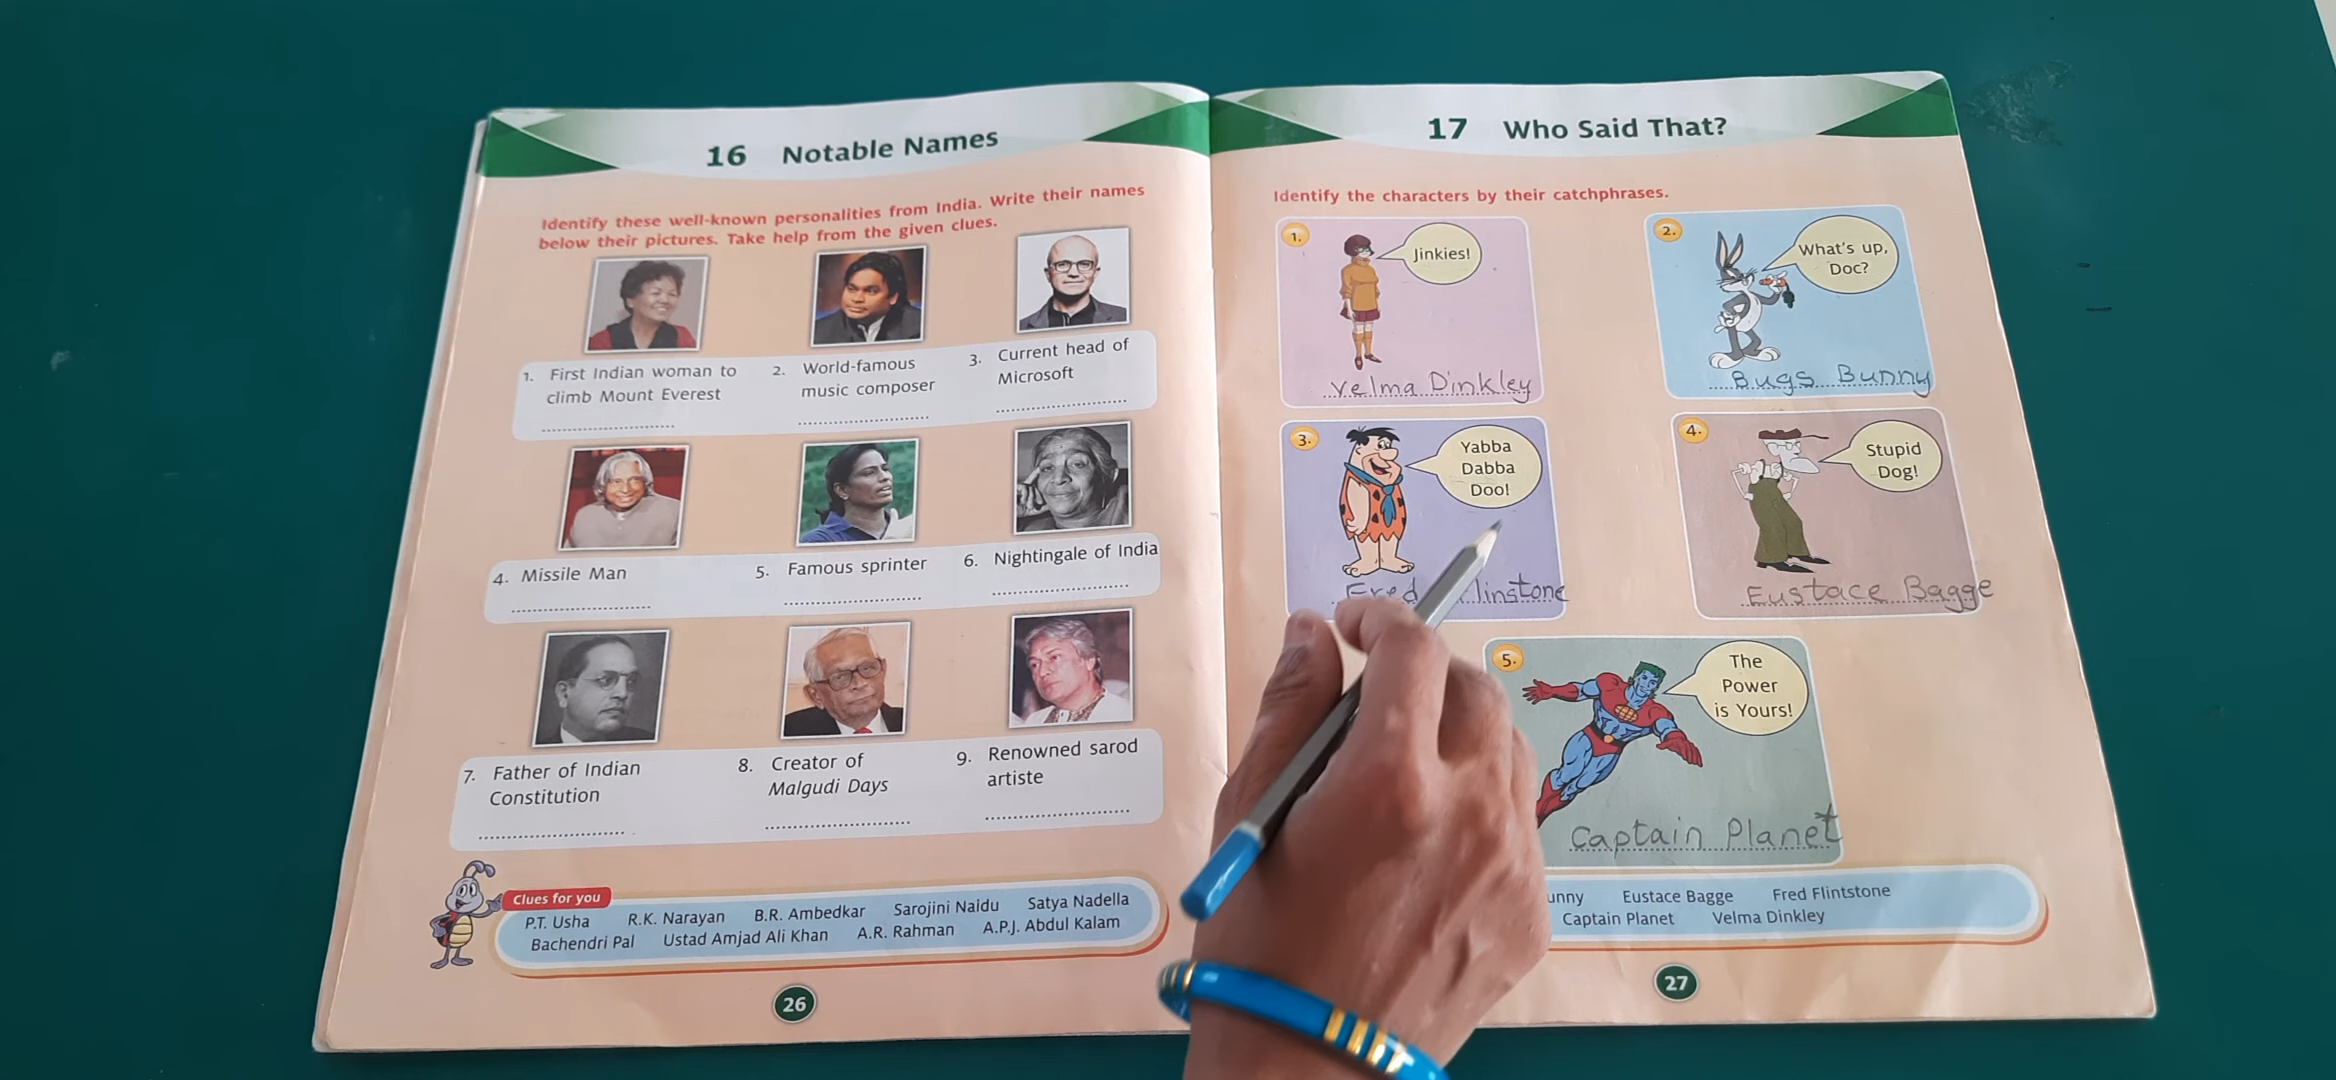 16 Notable Names
Identify these well-known personalities from India. Write their names
below their pictures. Take help from the given clues.
1. First Indian woman to
climb Mount Everest
2. World-famous
music composer
3. Current head of
Microsoft
4. Missile Man
5. Famous sprinter
6. Nightingale of India
7. Father of Indian
Constitution
8. Creator of
Malgudi Days
9. Renowned sarod
artiste
Clues for you
P.T. Usha R.K. Narayan B.R. Ambedkar Sarojini Naidu Satya Nadella
Bachendri Pal Ustad Amjad Ali Khan A.R. Rahman A.P.J. Abdul Kalam
26
17 Who Said That?
Identify the characters by their catchphrases.
1.
Jinkies!
Velma Dinkley
2.
What's up,
Doc?
Bugs Bunny
3.
Yabba
Dabba
Doo!
Fred linstone
4.
Stupid
Dog!
Eustace Bagge
5.
The
Power
is Yours!
Captain Planet
unny Eustace Bagge Fred Flintstone
Captain Planet Velma Dinkley
27